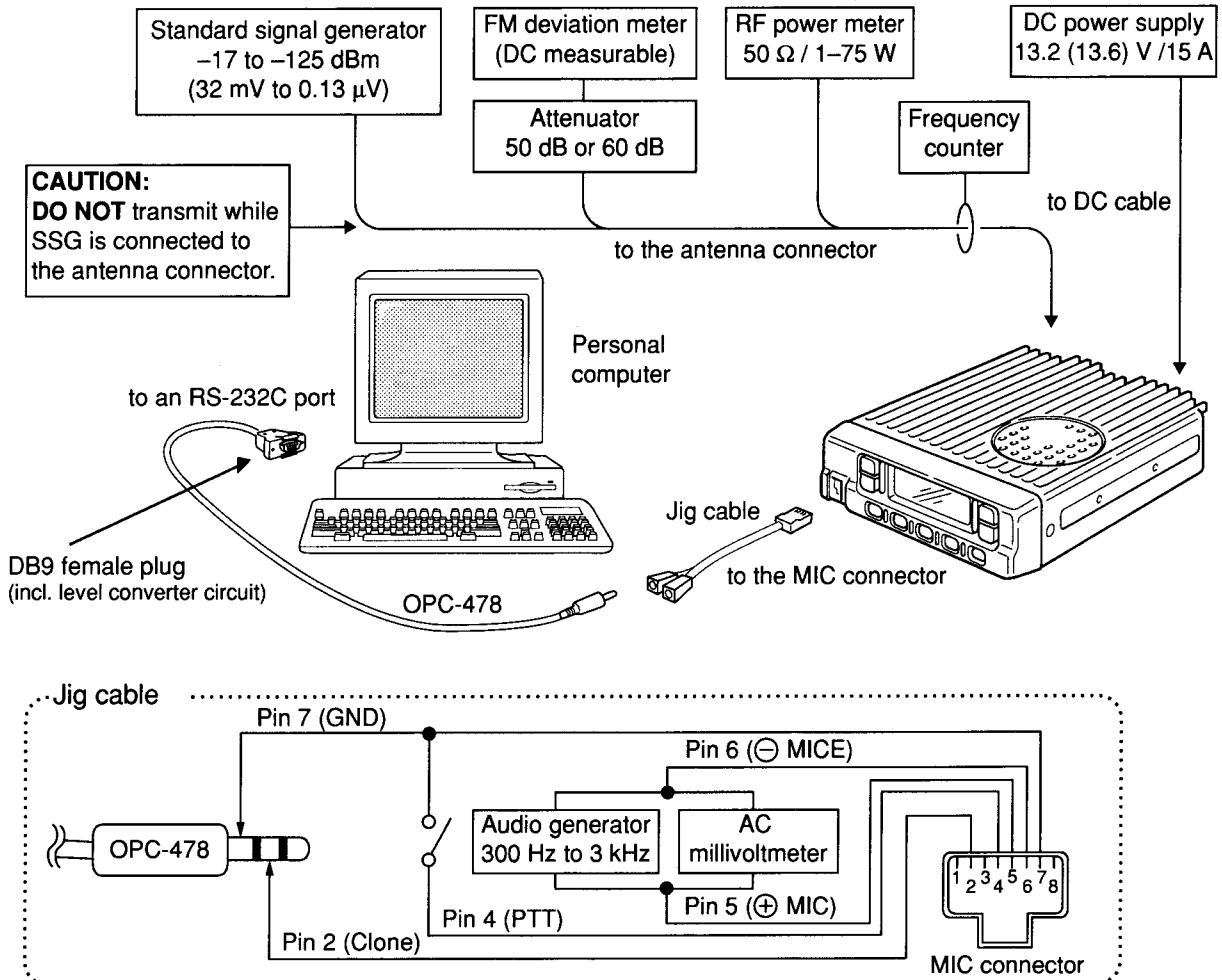 Standard signal generator
–17 to –125 dBm
(32 mV to 0.13 μV)
FM deviation meter
(DC measurable)
RF power meter
50 Ω / 1–75 W
DC power supply
13.2 (13.6) V /15 A
Attenuator
50 dB or 60 dB
Frequency
counter
CAUTION:
DO NOT transmit while
SSG is connected to
the antenna connector.
to the antenna connector
to DC cable
Personal
computer
to an RS-232C port
Jig cable
to the MIC connector
DB9 female plug
(incl. level converter circuit)
OPC-478
Jig cable
Pin 7 (GND)
Pin 6 (⊖ MICE)
OPC-478
Audio generator
300 Hz to 3 kHz
AC
millivoltmeter
1 2 3 4 5 6 7 8
Pin 4 (PTT)
Pin 5 (⊕ MIC)
Pin 2 (Clone)
MIC connector